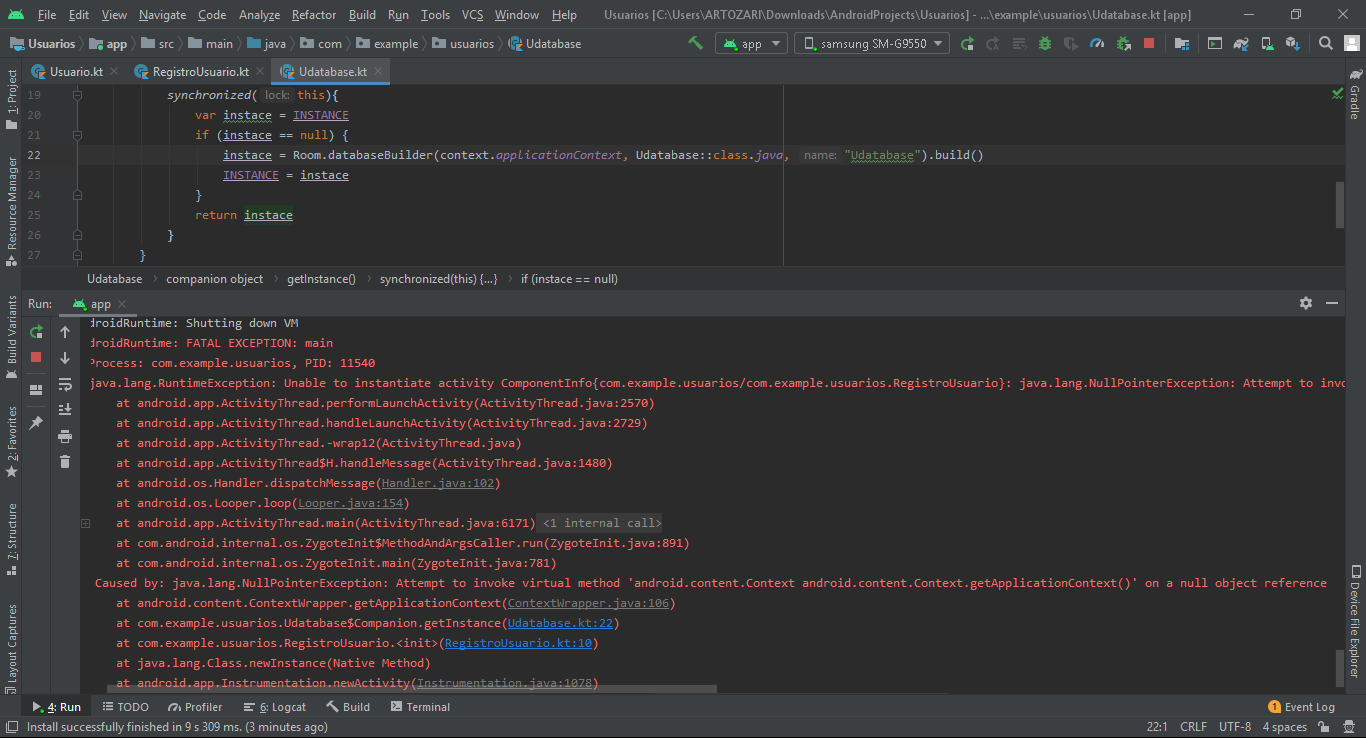 File Edit View Navigate Code Analyze Refactor Build Run Tools VCS Window Help Usuarios [C:\Users\ARTOZARI\Downloads\AndroidProjects\Usuarios] - ...\example\usuarios\Udatabase.kt [app]
Usuarios app src main java com example usuarios Udatabase app samsung SM-G9550
Usuario.kt RegistroUsuario.kt Udatabase.kt
19 synchronized( lock: this){
20 var instace = INSTANCE
21 if (instace == null) {
22 instace = Room.databaseBuilder(context.applicationContext, Udatabase::class.java, name: "Udatabase").build()
23 INSTANCE = instace
24 }
25 return instace
26 }
27 }
Udatabase companion object getInstance() synchronized(this) {...} if (instace == null)
Run: app
droidRuntime: Shutting down VM
droidRuntime: FATAL EXCEPTION: main
Process: com.example.usuarios, PID: 11540
java.lang.RuntimeException: Unable to instantiate activity ComponentInfo{com.example.usuarios/com.example.usuarios.RegistroUsuario}: java.lang.NullPointerException: Attempt to invo
at android.app.ActivityThread.performLaunchActivity(ActivityThread.java:2570)
at android.app.ActivityThread.handleLaunchActivity(ActivityThread.java:2729)
at android.app.ActivityThread.-wrap12(ActivityThread.java)
at android.app.ActivityThread$H.handleMessage(ActivityThread.java:1480)
at android.os.Handler.dispatchMessage(Handler.java:102)
at android.os.Looper.loop(Looper.java:154)
at android.app.ActivityThread.main(ActivityThread.java:6171) <1 internal call>
at com.android.internal.os.ZygoteInit$MethodAndArgsCaller.run(ZygoteInit.java:891)
at com.android.internal.os.ZygoteInit.main(ZygoteInit.java:781)
Caused by: java.lang.NullPointerException: Attempt to invoke virtual method 'android.content.Context android.content.Context.getApplicationContext()' on a null object reference
at android.content.ContextWrapper.getApplicationContext(ContextWrapper.java:106)
at com.example.usuarios.Udatabase$Companion.getInstance(Udatabase.kt:22)
at com.example.usuarios.RegistroUsuario.<init>(RegistroUsuario.kt:10)
at java.lang.Class.newInstance(Native Method)
at android.app.Instrumentation.newActivity(Instrumentation.java:1078)
1: Project
Resource Manager
Build Variants
2: Favorites
7: Structure
Layout Captures
Gradle
Device File Explorer
4: Run TODO Profiler 6: Logcat Build Terminal 1 Event Log
Install successfully finished in 9 s 309 ms. (3 minutes ago) 22:1 CRLF UTF-8 4 spaces